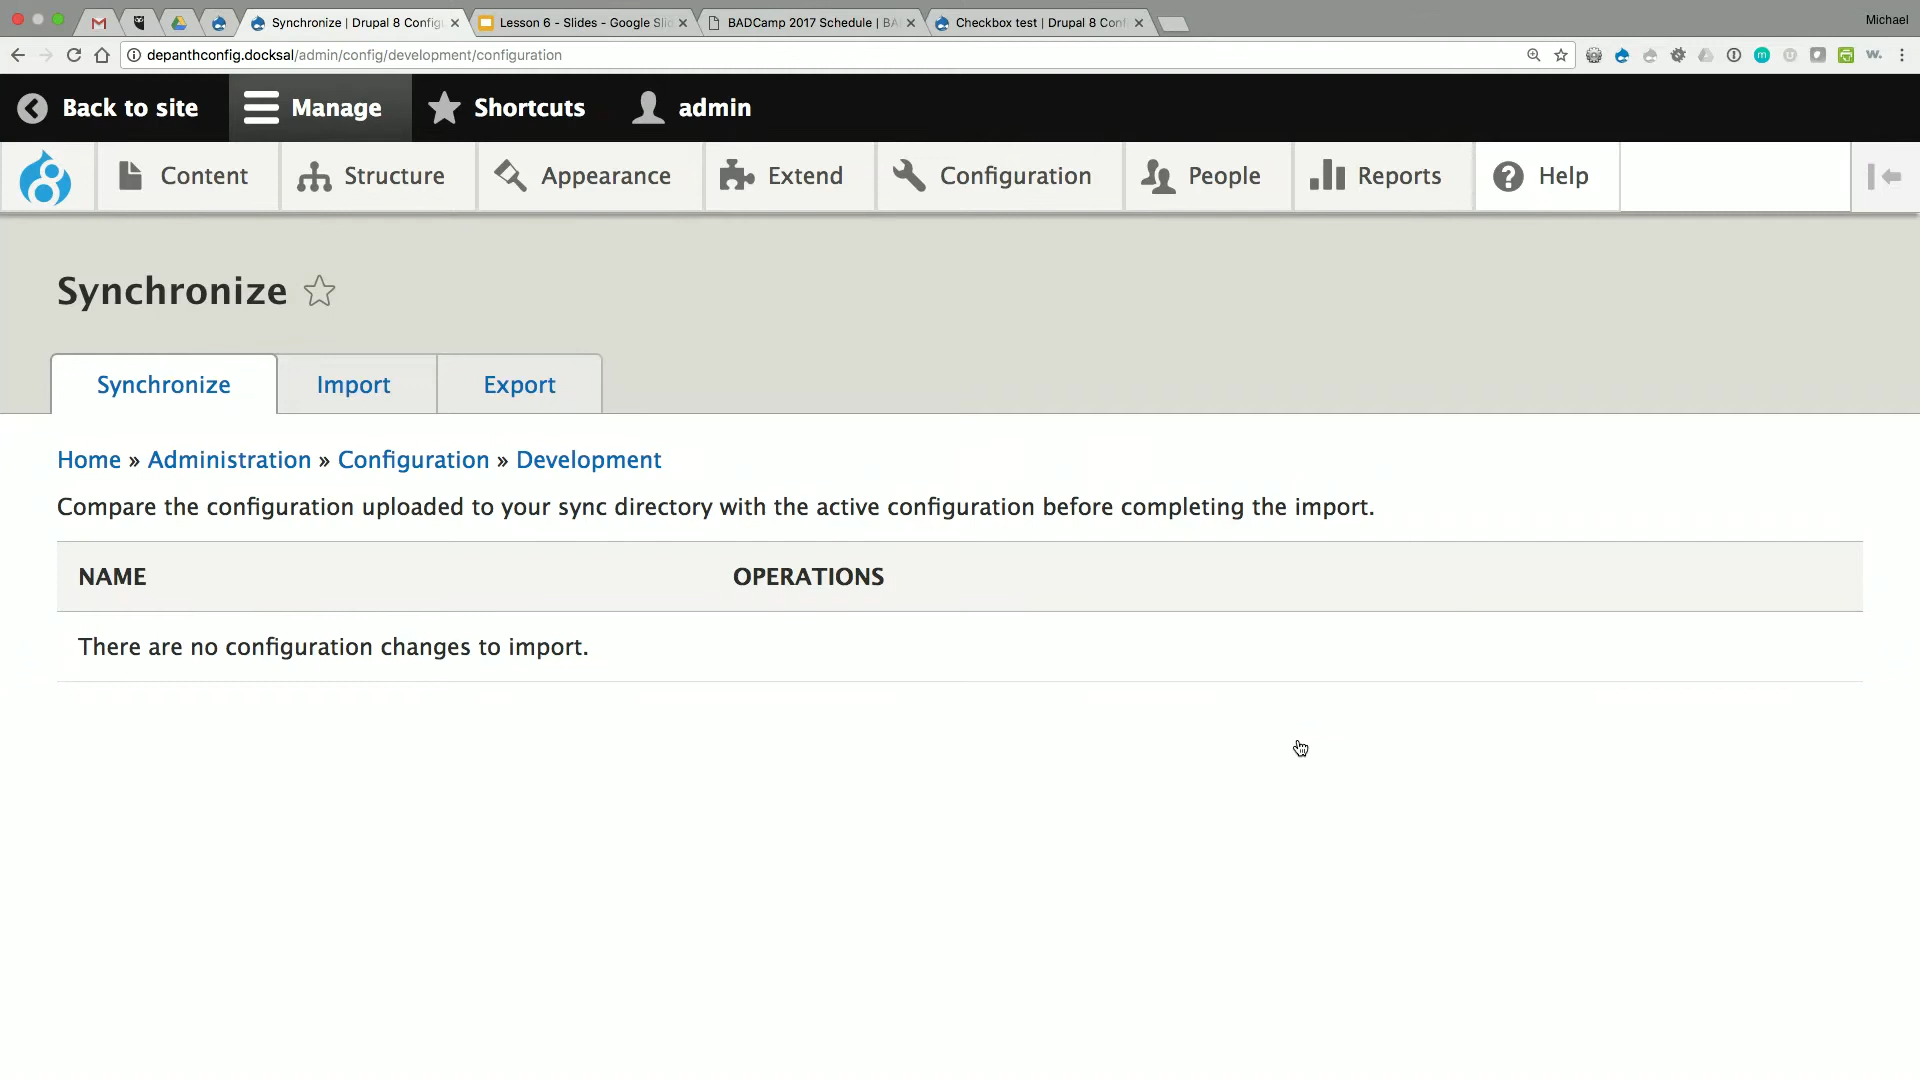 Synchronize | Drupal 8 Config
Lesson 6 - Slides - Google Slid
BADCamp 2017 Schedule | BA
Checkbox test | Drupal 8 Conf
Michael
depanthconfig.docksal/admin/config/development/configuration
Back to site
Manage
Shortcuts
admin
Content
Structure
Appearance
Extend
Configuration
People
Reports
Help
Synchronize
Synchronize
Import
Export
Home » Administration » Configuration » Development
Compare the configuration uploaded to your sync directory with the active configuration before completing the import.
NAME
OPERATIONS
There are no configuration changes to import.